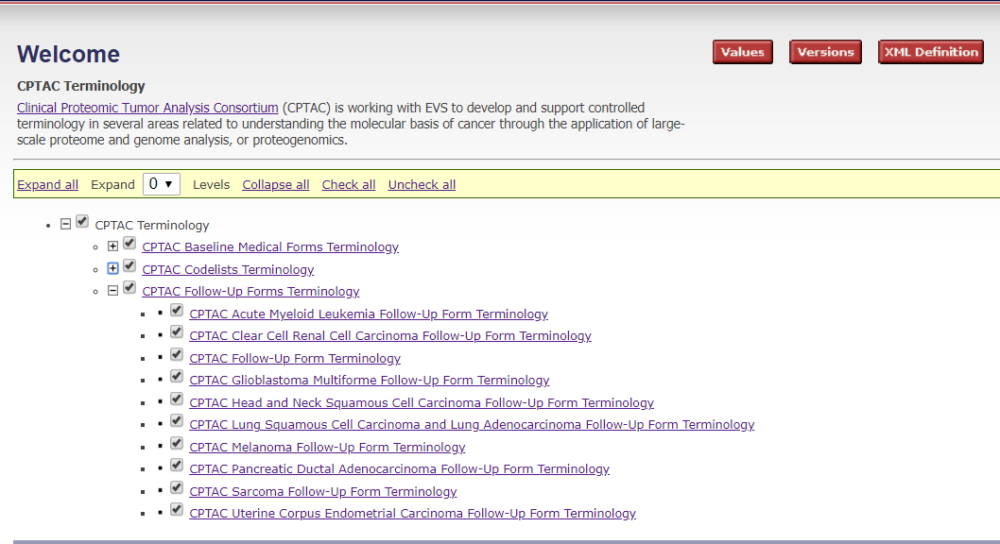 Welcome
Values Versions XML Definition
CPTAC Terminology
Clinical Proteomic Tumor Analysis Consortium (CPTAC) is working with EVS to develop and support controlled
terminology in several areas related to understanding the molecular basis of cancer through the application of large-
scale proteome and genome analysis, or proteogenomics.
Expand all Expand 0 Levels Collapse all Check all Uncheck all
CPTAC Terminology
CPTAC Baseline Medical Forms Terminology
CPTAC Codelists Terminology
CPTAC Follow-Up Forms Terminology
CPTAC Acute Myeloid Leukemia Follow-Up Form Terminology
CPTAC Clear Cell Renal Cell Carcinoma Follow-Up Form Terminology
CPTAC Follow-Up Form Terminology
CPTAC Glioblastoma Multiforme Follow-Up Form Terminology
CPTAC Head and Neck Squamous Cell Carcinoma Follow-Up Form Terminology
CPTAC Lung Squamous Cell Carcinoma and Lung Adenocarcinoma Follow-Up Form Terminology
CPTAC Melanoma Follow-Up Form Terminology
CPTAC Pancreatic Ductal Adenocarcinoma Follow-Up Form Terminology
CPTAC Sarcoma Follow-Up Form Terminology
CPTAC Uterine Corpus Endometrial Carcinoma Follow-Up Form Terminology